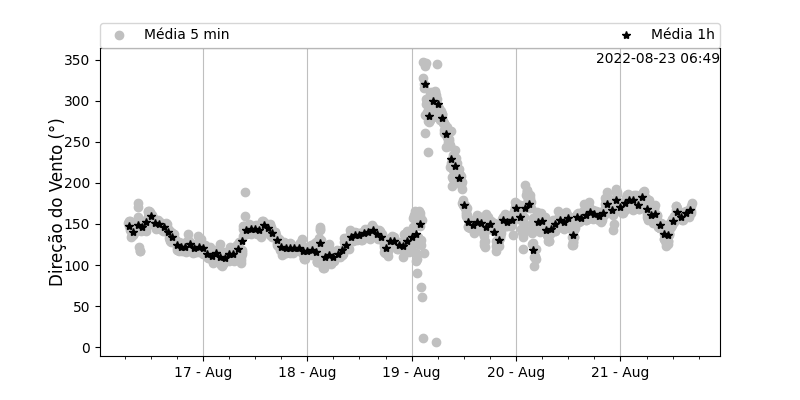 Média 5 min
Média 1h
2022-08-23 06:49
Direção do Vento (°)
350
300
250
200
150
100
50
0
17 - Aug
18 - Aug
19 - Aug
20 - Aug
21 - Aug